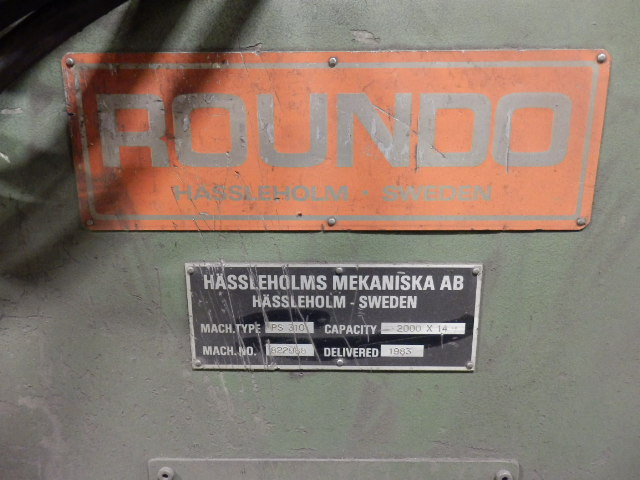 ROUNDO
HÄSSLEHOLM · SWEDEN
HÄSSLEHOLMS MEKANISKA AB
HÄSSLEHOLM - SWEDEN
MACH. TYPE PS 310 CAPACITY 2000 X 14
MACH. NO. DELIVERED 1983